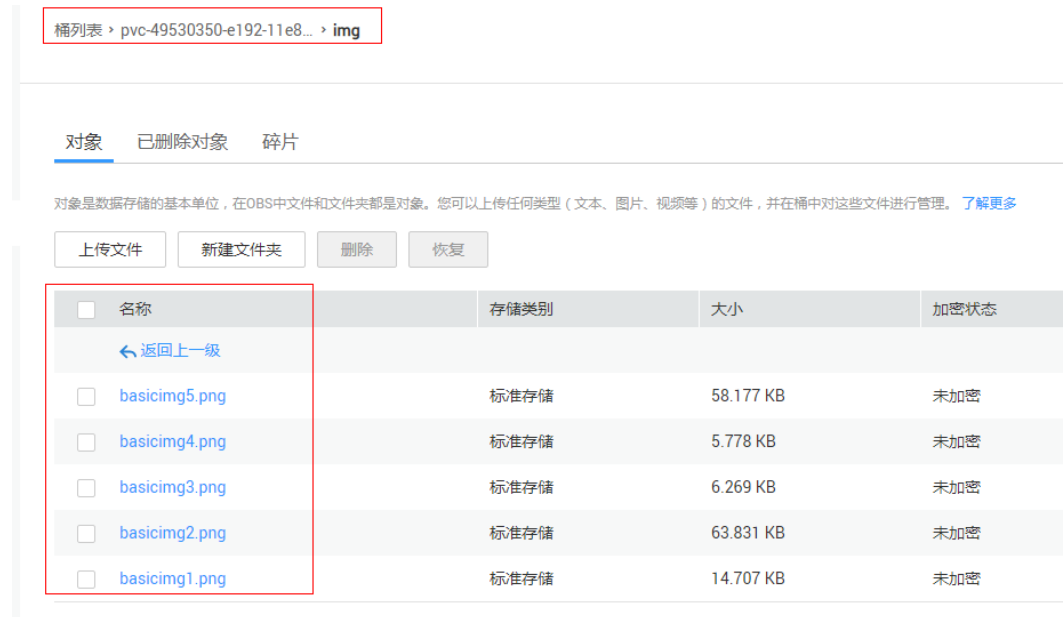 桶列表 › pvc-49530350-e192-11e8... › img
对象 已删除对象 碎片
对象是数据存储的基本单位，在OBS中文件和文件夹都是对象。您可以上传任何类型（文本、图片、视频等）的文件，并在桶中对这些文件进行管理。 了解更多
上传文件 新建文件夹 删除 恢复
名称 存储类别 大小 加密状态
返回上一级
basicimg5.png 标准存储 58.177 KB 未加密
basicimg4.png 标准存储 5.778 KB 未加密
basicimg3.png 标准存储 6.269 KB 未加密
basicimg2.png 标准存储 63.831 KB 未加密
basicimg1.png 标准存储 14.707 KB 未加密